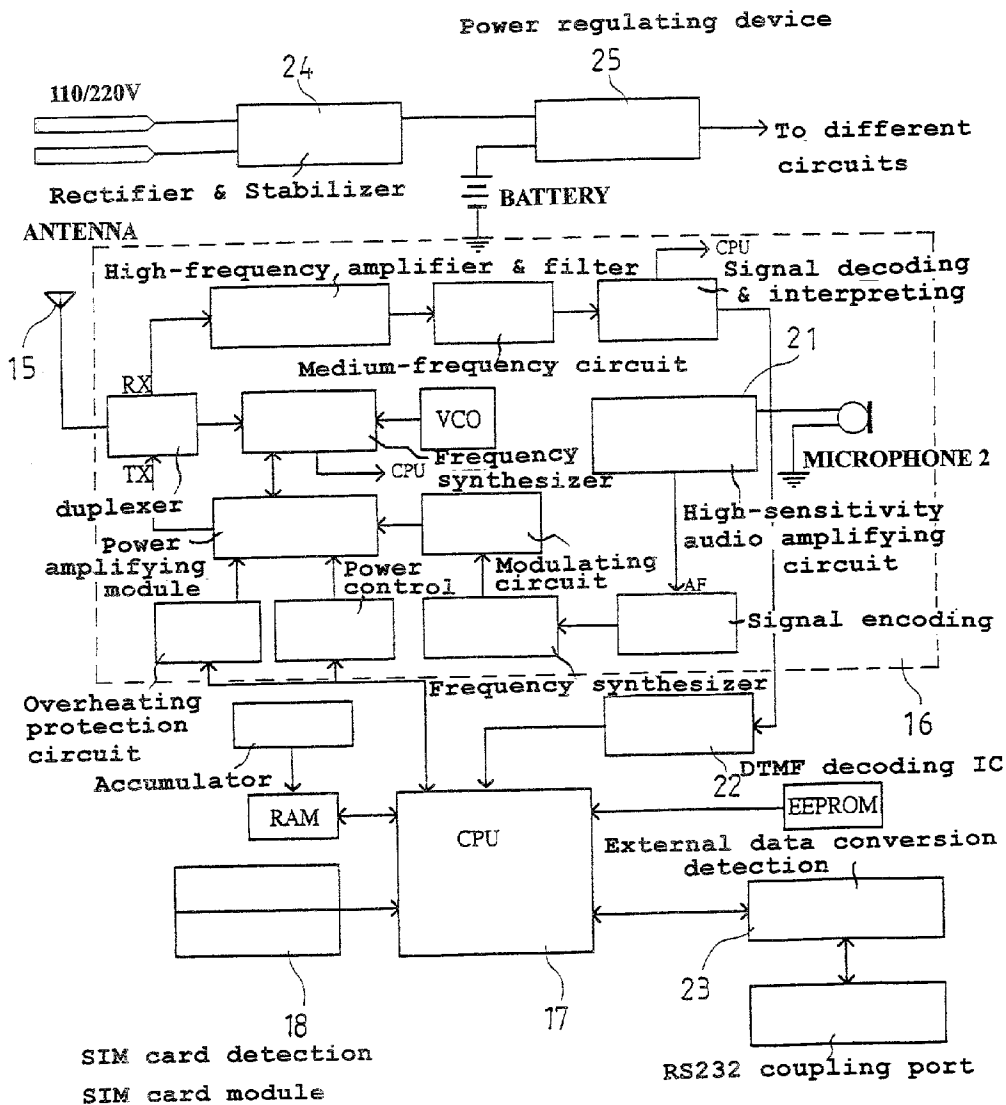 Power regulating device
24
25
110/220V
To different
circuits
Rectifier & Stabilizer
BATTERY
ANTENNA
CPU
High-frequency amplifier & filter
Signal decoding
& interpreting
15
21
Medium-frequency circuit
RX
VCO
TX
CPU
Frequency
synthesizer
MICROPHONE 2
duplexer
High-sensitivity
audio amplifying
circuit
Power
amplifying
module
Power
control
Modulating
circuit
AF
Signal encoding
Overheating
protection
circuit
Frequency synthesizer
16
Accumulator
22
DTMF decoding IC
RAM
CPU
EEPROM
External data conversion
detection
18
17
23
SIM card detection
SIM card module
RS232 coupling port